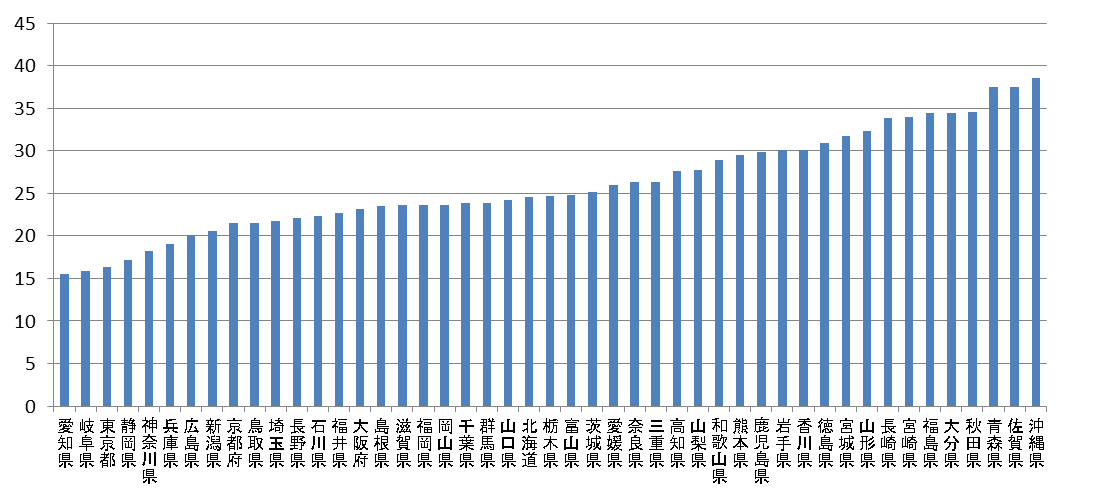 45
40
35
30
25
20
15
10
5
0
愛知県
岐阜県
東京都
静岡県
神奈川県
兵庫県
広島県
新潟県
京都府
鳥取県
埼玉県
長野県
石川県
福井県
大阪府
島根県
滋賀県
福岡県
岡山県
千葉県
群馬県
山口県
北海道
栃木県
富山県
茨城県
愛媛県
奈良県
三重県
高知県
山梨県
和歌山県
熊本県
鹿児島県
岩手県
香川県
徳島県
宮城県
山形県
長崎県
宮崎県
福島県
大分県
秋田県
青森県
佐賀県
沖縄県